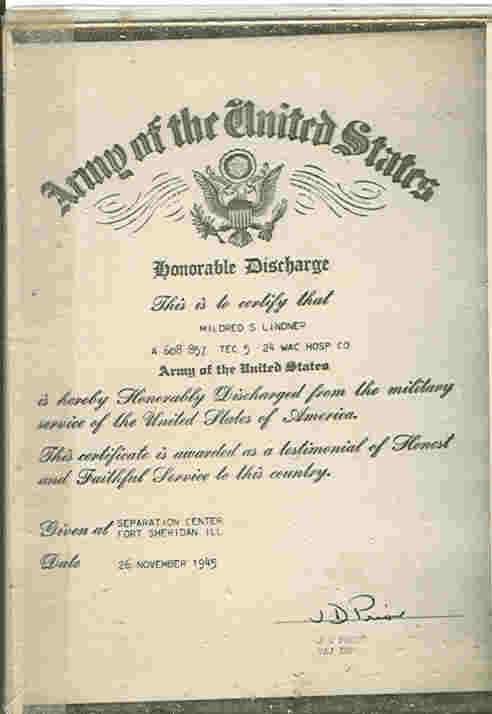 Army of the United States
Honorable Discharge
This is to certify that
MILDRED S LINDNER
A 608 857 TEC 5 24 WAC HOSP CO
Army of the United States
is hereby Honorably Discharged from the military
service of the United States of America.
This certificate is awarded as a testimonial of Honest
and Faithful Service to this country.
Given at SEPARATION CENTER
FORT SHERIDAN ILL
Date 26 NOVEMBER 1945
J D Prior